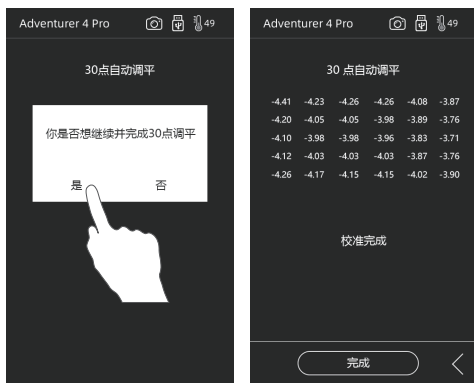 Adventurer 4 Pro 49
30点自动调平
你是否想继续并完成30点调平
是 否
Adventurer 4 Pro 49
30 点自动调平
-4.41 -4.23 -4.26 -4.26 -4.08 -3.87
-4.20 -4.05 -4.05 -3.98 -3.89 -3.76
-4.10 -3.98 -3.98 -3.96 -3.83 -3.71
-4.12 -4.03 -4.03 -4.03 -3.87 -3.76
-4.26 -4.17 -4.15 -4.15 -4.02 -3.90
校准完成
完成